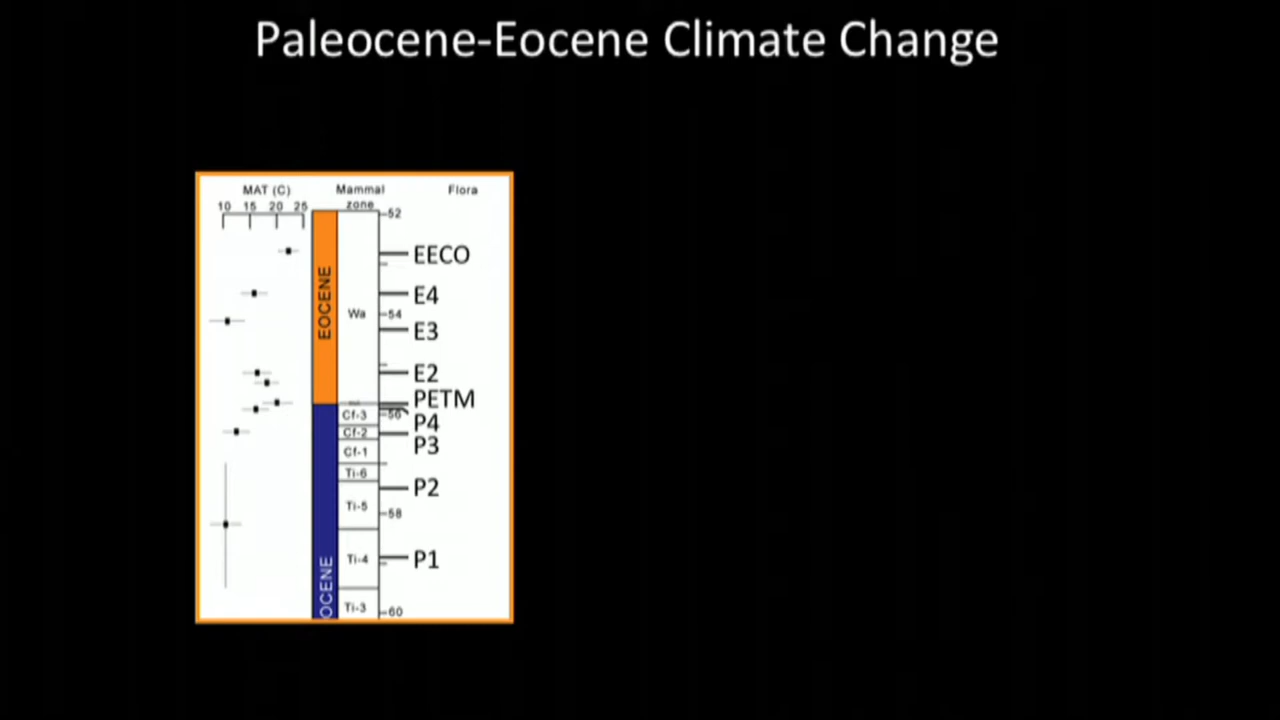 Paleocene-Eocene Climate Change
MAT (C) Mammal zone Flora
10 15 20 25
52
EECO
E4
EOCENE
Wa
54
E3
E2
PETM
Cf-3
56
P4
Cf-2
P3
Cf-1
Ti-6
P2
Ti-5
58
P1
Ti-4
OCENE
Ti-3
60